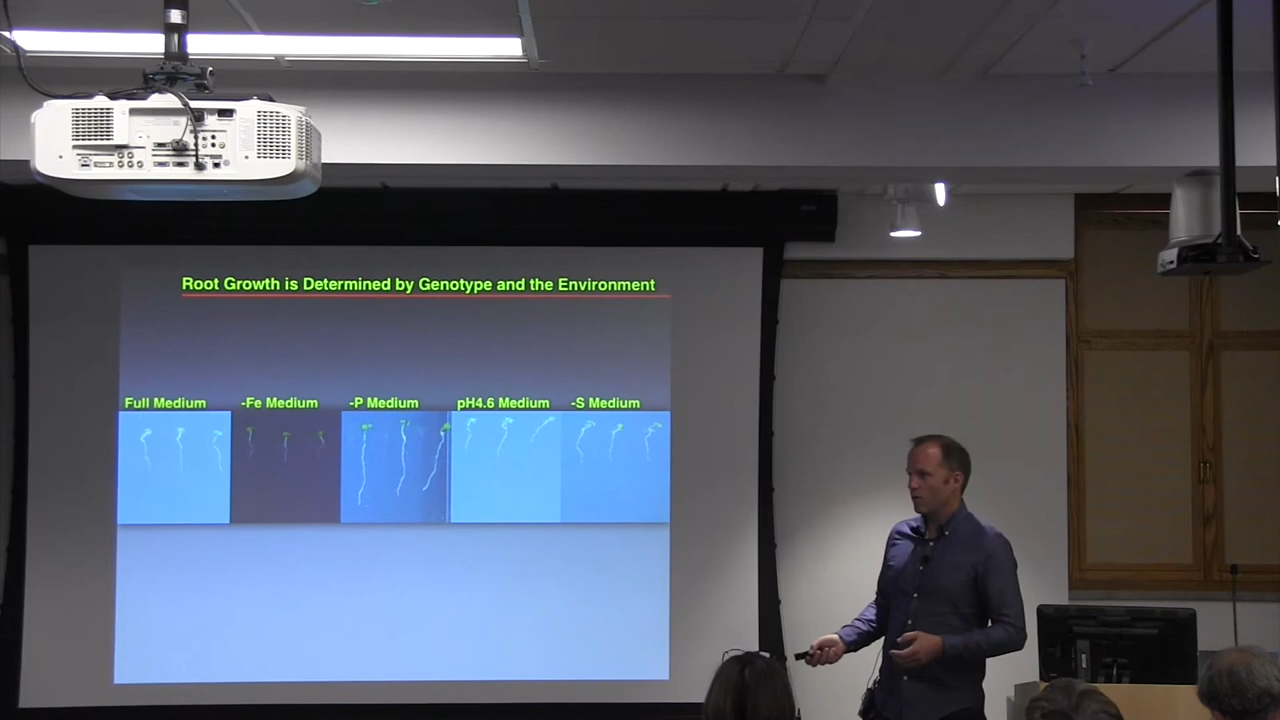 Root Growth is Determined by Genotype and the Environment
Full Medium -Fe Medium -P Medium pH4.6 Medium -S Medium